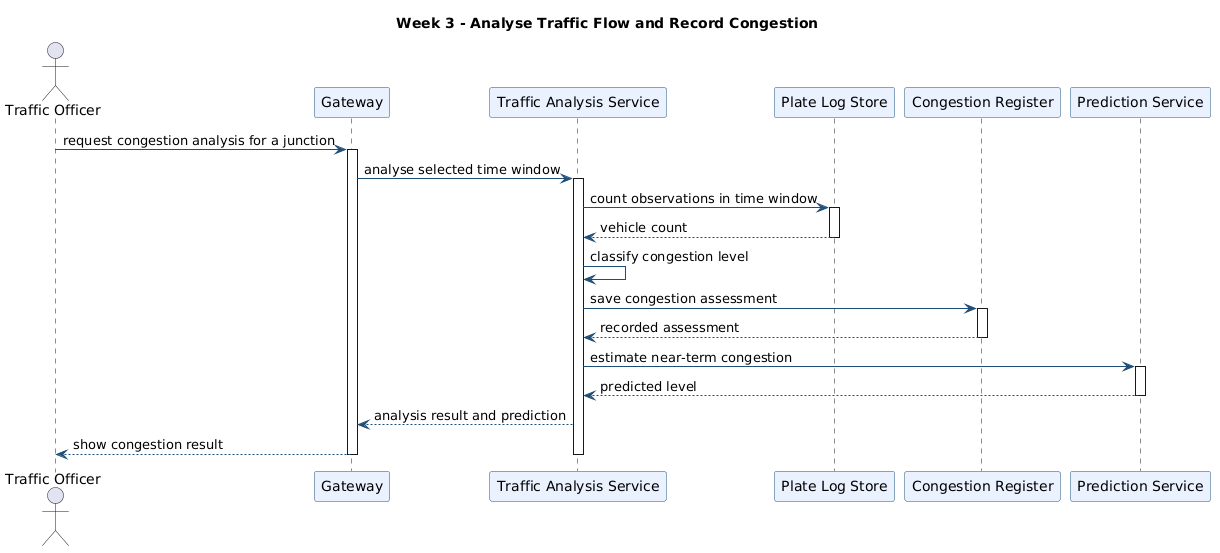 Week 3 - Analyse Traffic Flow and Record Congestion
Traffic Officer
Gateway
Traffic Analysis Service
Plate Log Store
Congestion Register
Prediction Service
request congestion analysis for a junction
analyse selected time window
count observations in time window
vehicle count
classify congestion level
save congestion assessment
recorded assessment
estimate near-term congestion
predicted level
analysis result and prediction
show congestion result
Traffic Officer
Gateway
Traffic Analysis Service
Plate Log Store
Congestion Register
Prediction Service